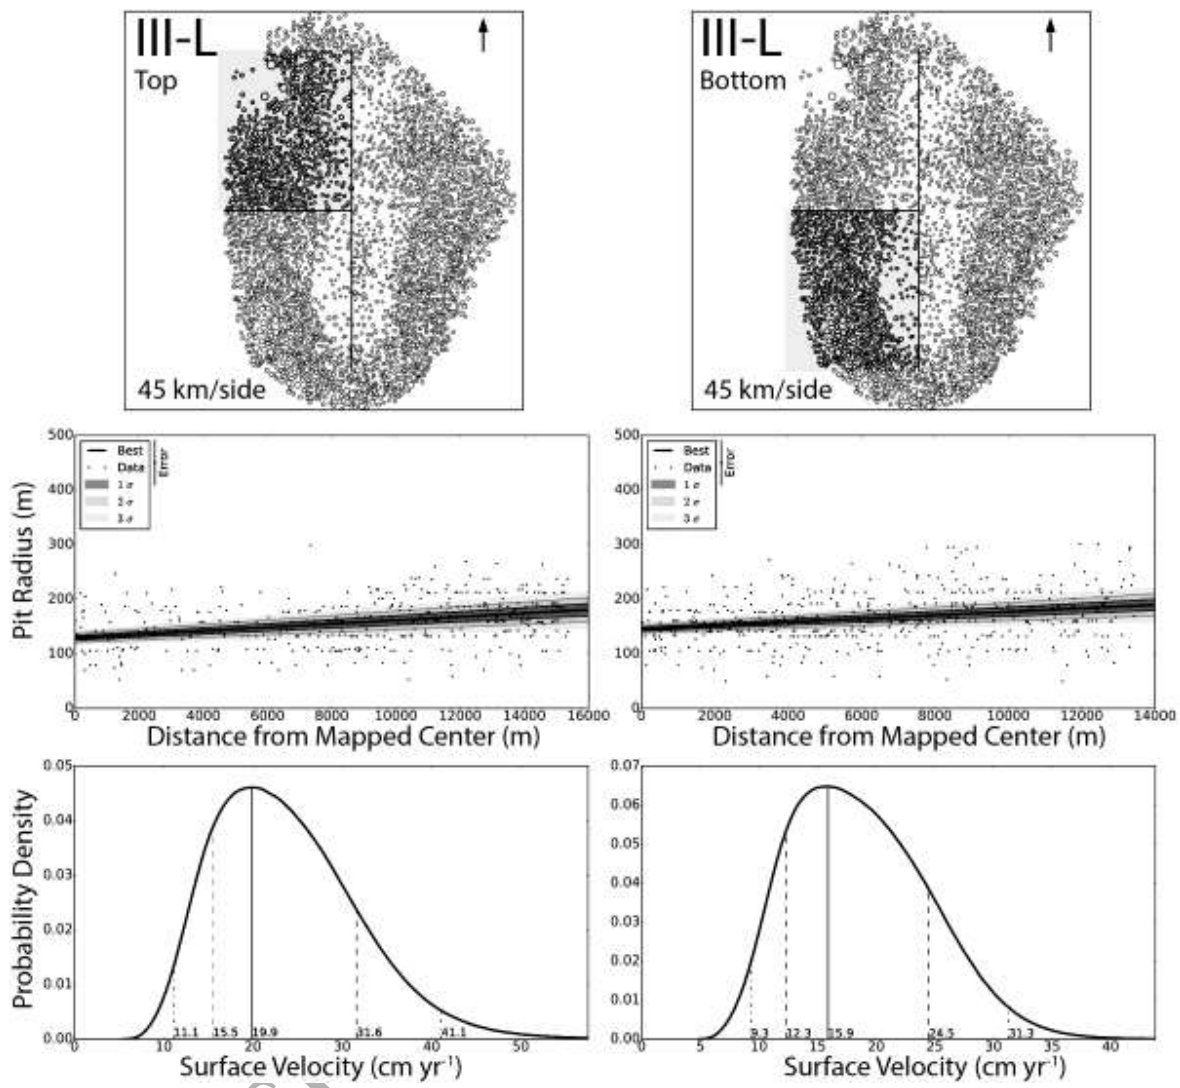 III-L
Top
45 km/side
III-L
Bottom
45 km/side
Pit Radius (m)
500
400
300
200
100
0
Best
Data
1 σ
2 σ
3 σ
Error
0 2000 4000 6000 8000 10000 12000 14000 16000
Distance from Mapped Center (m)
500
400
300
200
100
0
Best
Data
1 σ
2 σ
3 σ
Error
0 2000 4000 6000 8000 10000 12000 14000
Distance from Mapped Center (m)
Probability Density
0.05
0.04
0.03
0.02
0.01
0.00
11.1 15.5 19.9 31.6 41.1
0 10 20 30 40 50
Surface Velocity (cm yr⁻¹)
0.07
0.06
0.05
0.04
0.03
0.02
0.01
0.00
9.3 12.3 15.9 24.5 31.3
0 5 10 15 20 25 30 35 40
Surface Velocity (cm yr⁻¹)